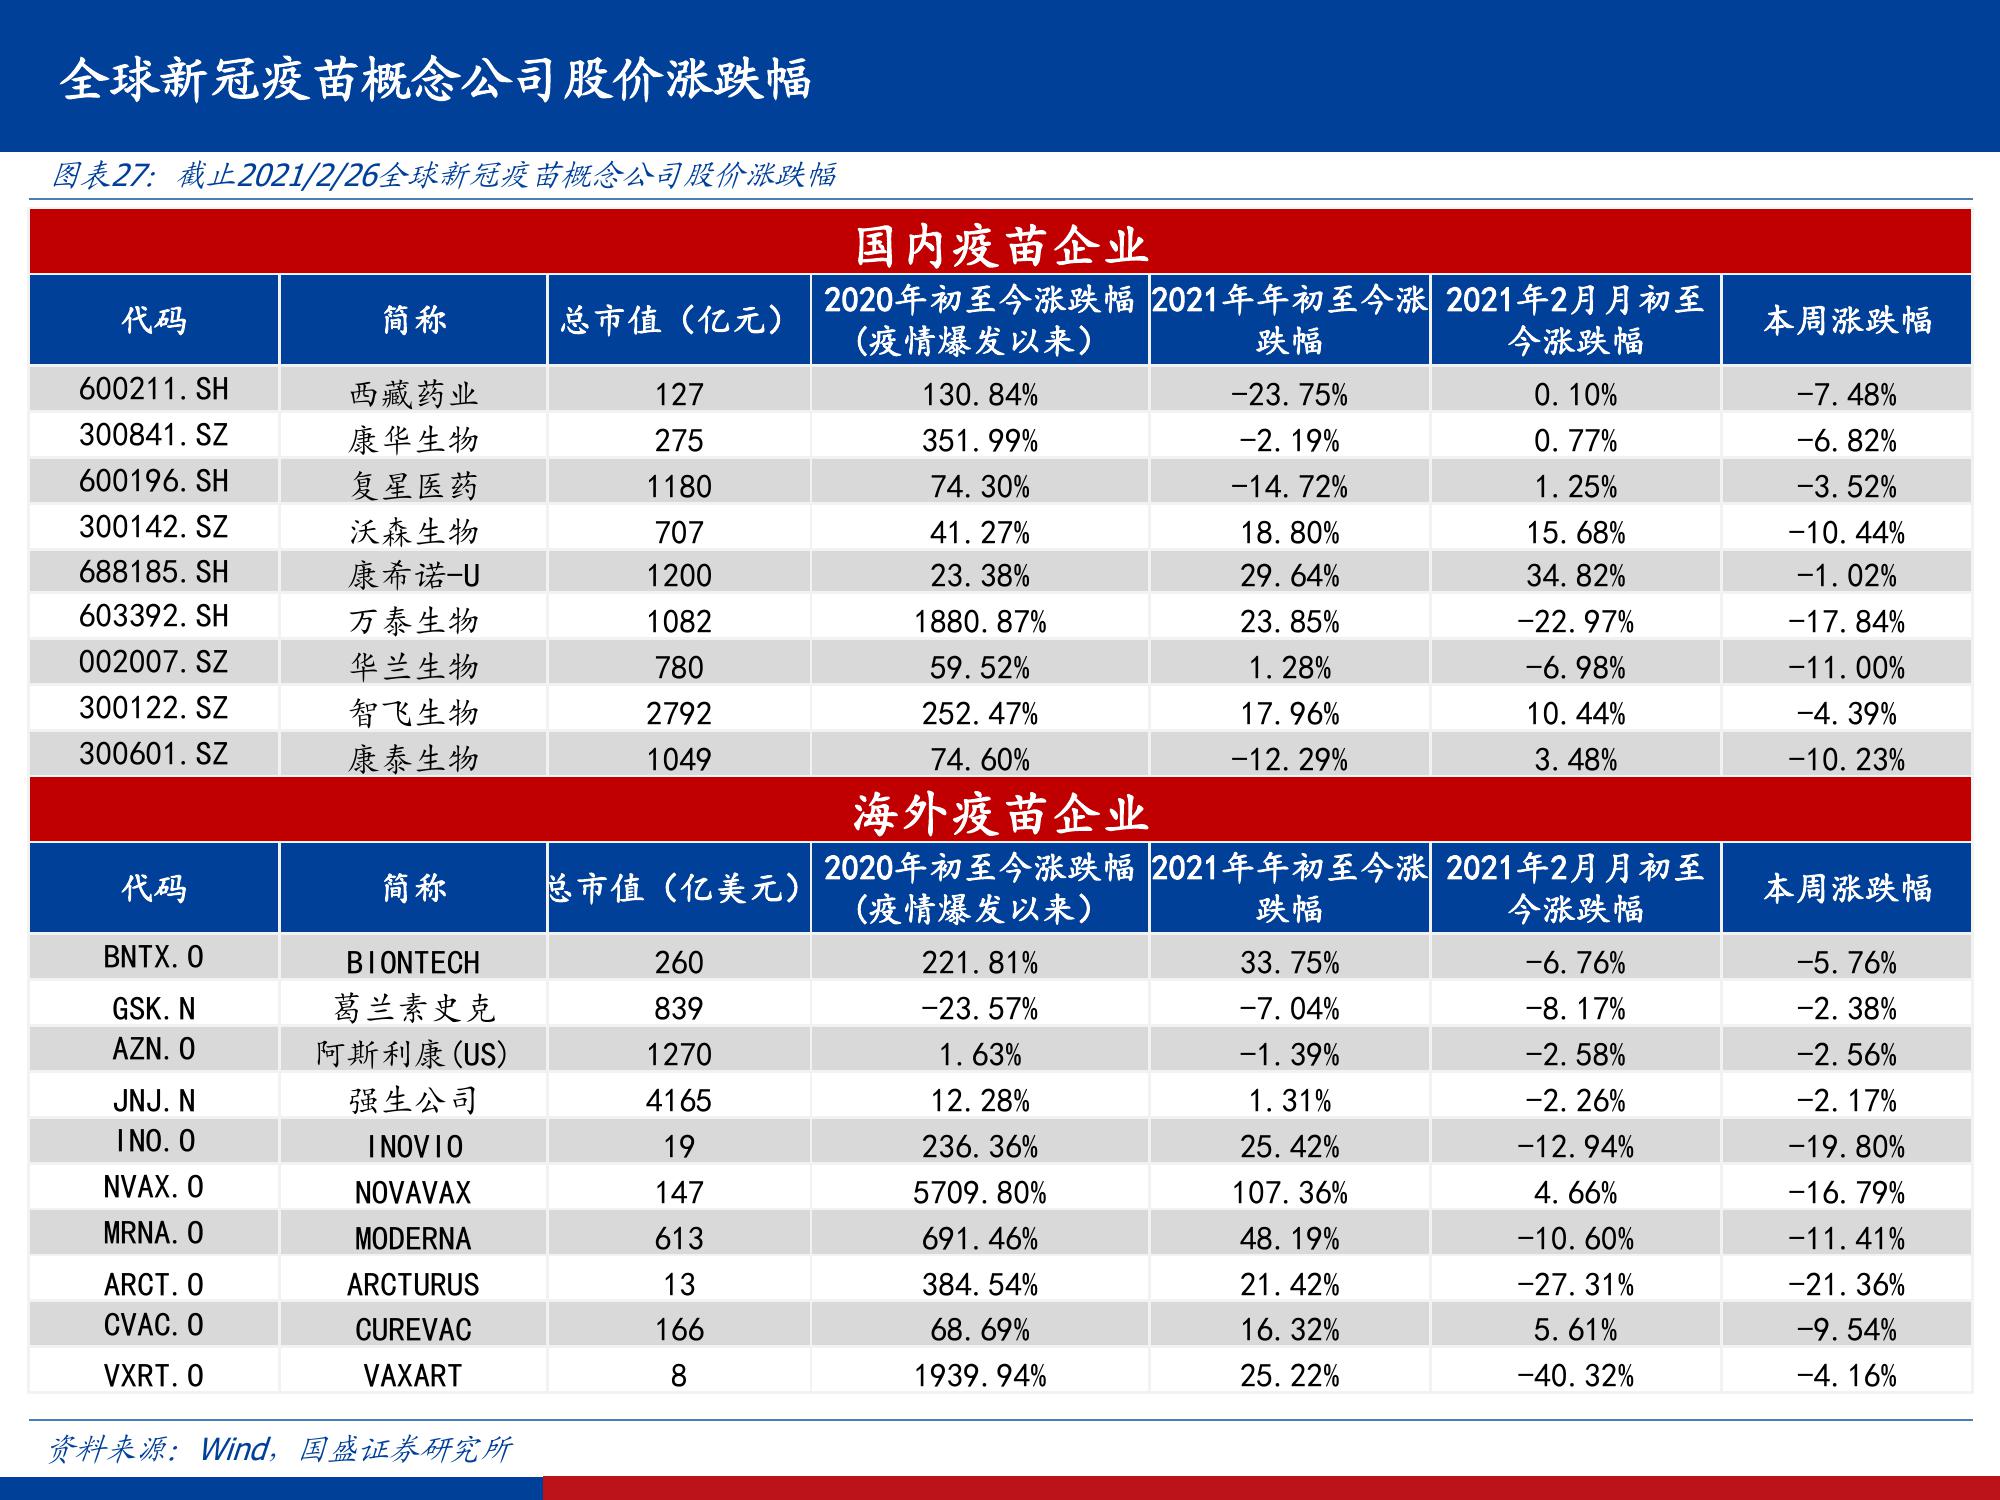 全球新冠疫苗概念公司股价涨跌幅
图表27：截止2021/2/26全球新冠疫苗概念公司股价涨跌幅
国内疫苗企业
代码 简称 总市值（亿元） 2020年初至今涨跌幅(疫情爆发以来） 2021年年初至今涨跌幅 2021年2月月初至今涨跌幅 本周涨跌幅
600211.SH 西藏药业 127 130.84% -23.75% 0.10% -7.48%
300841.SZ 康华生物 275 351.99% -2.19% 0.77% -6.82%
600196.SH 复星医药 1180 74.30% -14.72% 1.25% -3.52%
300142.SZ 沃森生物 707 41.27% 18.80% 15.68% -10.44%
688185.SH 康希诺-U 1200 23.38% 29.64% 34.82% -1.02%
603392.SH 万泰生物 1082 1880.87% 23.85% -22.97% -17.84%
002007.SZ 华兰生物 780 59.52% 1.28% -6.98% -11.00%
300122.SZ 智飞生物 2792 252.47% 17.96% 10.44% -4.39%
300601.SZ 康泰生物 1049 74.60% -12.29% 3.48% -10.23%
海外疫苗企业
代码 简称 总市值（亿美元） 2020年初至今涨跌幅(疫情爆发以来） 2021年年初至今涨跌幅 2021年2月月初至今涨跌幅 本周涨跌幅
BNTX.O BIONTECH 260 221.81% 33.75% -6.76% -5.76%
GSK.N 葛兰素史克 839 -23.57% -7.04% -8.17% -2.38%
AZN.O 阿斯利康(US) 1270 1.63% -1.39% -2.58% -2.56%
JNJ.N 强生公司 4165 12.28% 1.31% -2.26% -2.17%
INO.O INOVIO 19 236.36% 25.42% -12.94% -19.80%
NVAX.O NOVAVAX 147 5709.80% 107.36% 4.66% -16.79%
MRNA.O MODERNA 613 691.46% 48.19% -10.60% -11.41%
ARCT.O ARCTURUS 13 384.54% 21.42% -27.31% -21.36%
CVAC.O CUREVAC 166 68.69% 16.32% 5.61% -9.54%
VXRT.O VAXART 8 1939.94% 25.22% -40.32% -4.16%
资料来源：Wind，国盛证券研究所